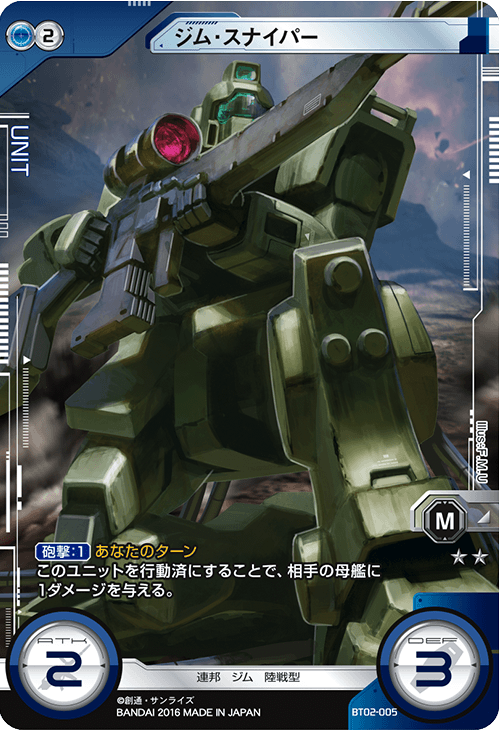 2
ジム・スナイパー
UNIT
Illust:F.M.U
M
砲撃:1 あなたのターン
このユニットを行動済にすることで、相手の母艦に
1ダメージを与える。
ATK
2
DEF
3
連邦 ジム 陸戦型
©創通・サンライズ
BANDAI 2016 MADE IN JAPAN
BT02-005